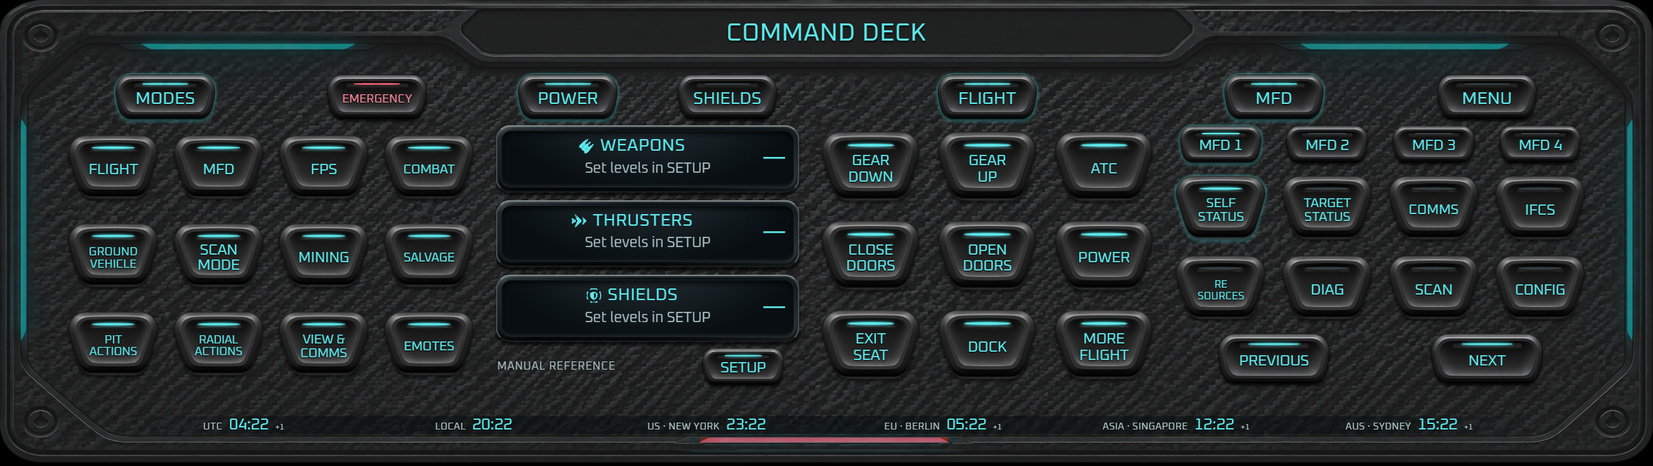 COMMAND DECK
MODES
EMERGENCY
POWER
SHIELDS
FLIGHT
MFD
MENU
FLIGHT
MFD
FPS
COMBAT
GROUND
VEHICLE
SCAN
MODE
MINING
SALVAGE
PIT
ACTIONS
RADIAL
ACTIONS
VIEW &
COMMS
EMOTES
WEAPONS
Set levels in SETUP
—
THRUSTERS
Set levels in SETUP
—
SHIELDS
Set levels in SETUP
—
MANUAL REFERENCE
SETUP
GEAR
DOWN
GEAR
UP
ATC
CLOSE
DOORS
OPEN
DOORS
POWER
EXIT
SEAT
DOCK
MORE
FLIGHT
MFD 1
MFD 2
MFD 3
MFD 4
SELF
STATUS
TARGET
STATUS
COMMS
IFCS
RE
SOURCES
DIAG
SCAN
CONFIG
PREVIOUS
NEXT
UTC 04:22 +1
LOCAL 20:22
US · NEW YORK 23:22
EU · BERLIN 05:22 +1
ASIA · SINGAPORE 12:22 +1
AUS · SYDNEY 15:22 +1